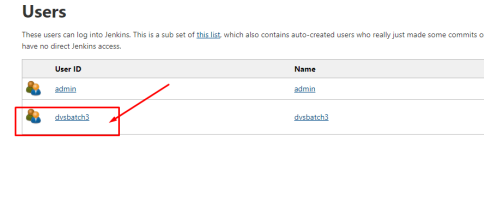 Users
These users can log into Jenkins. This is a sub set of this list, which also contains auto-created users who really just made some commits o
have no direct Jenkins access.
User ID Name
admin admin
dvsbatch3 dvsbatch3